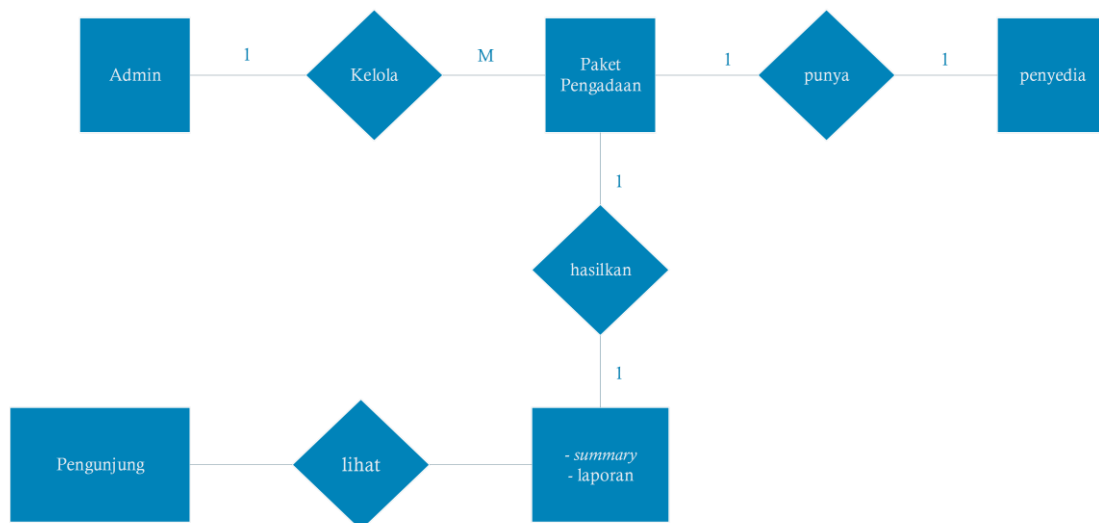 Admin
1
Kelola
M
Paket
Pengadaan
1
punya
1
penyedia
1
hasilkan
1
Pengunjung
lihat
- summary
- laporan